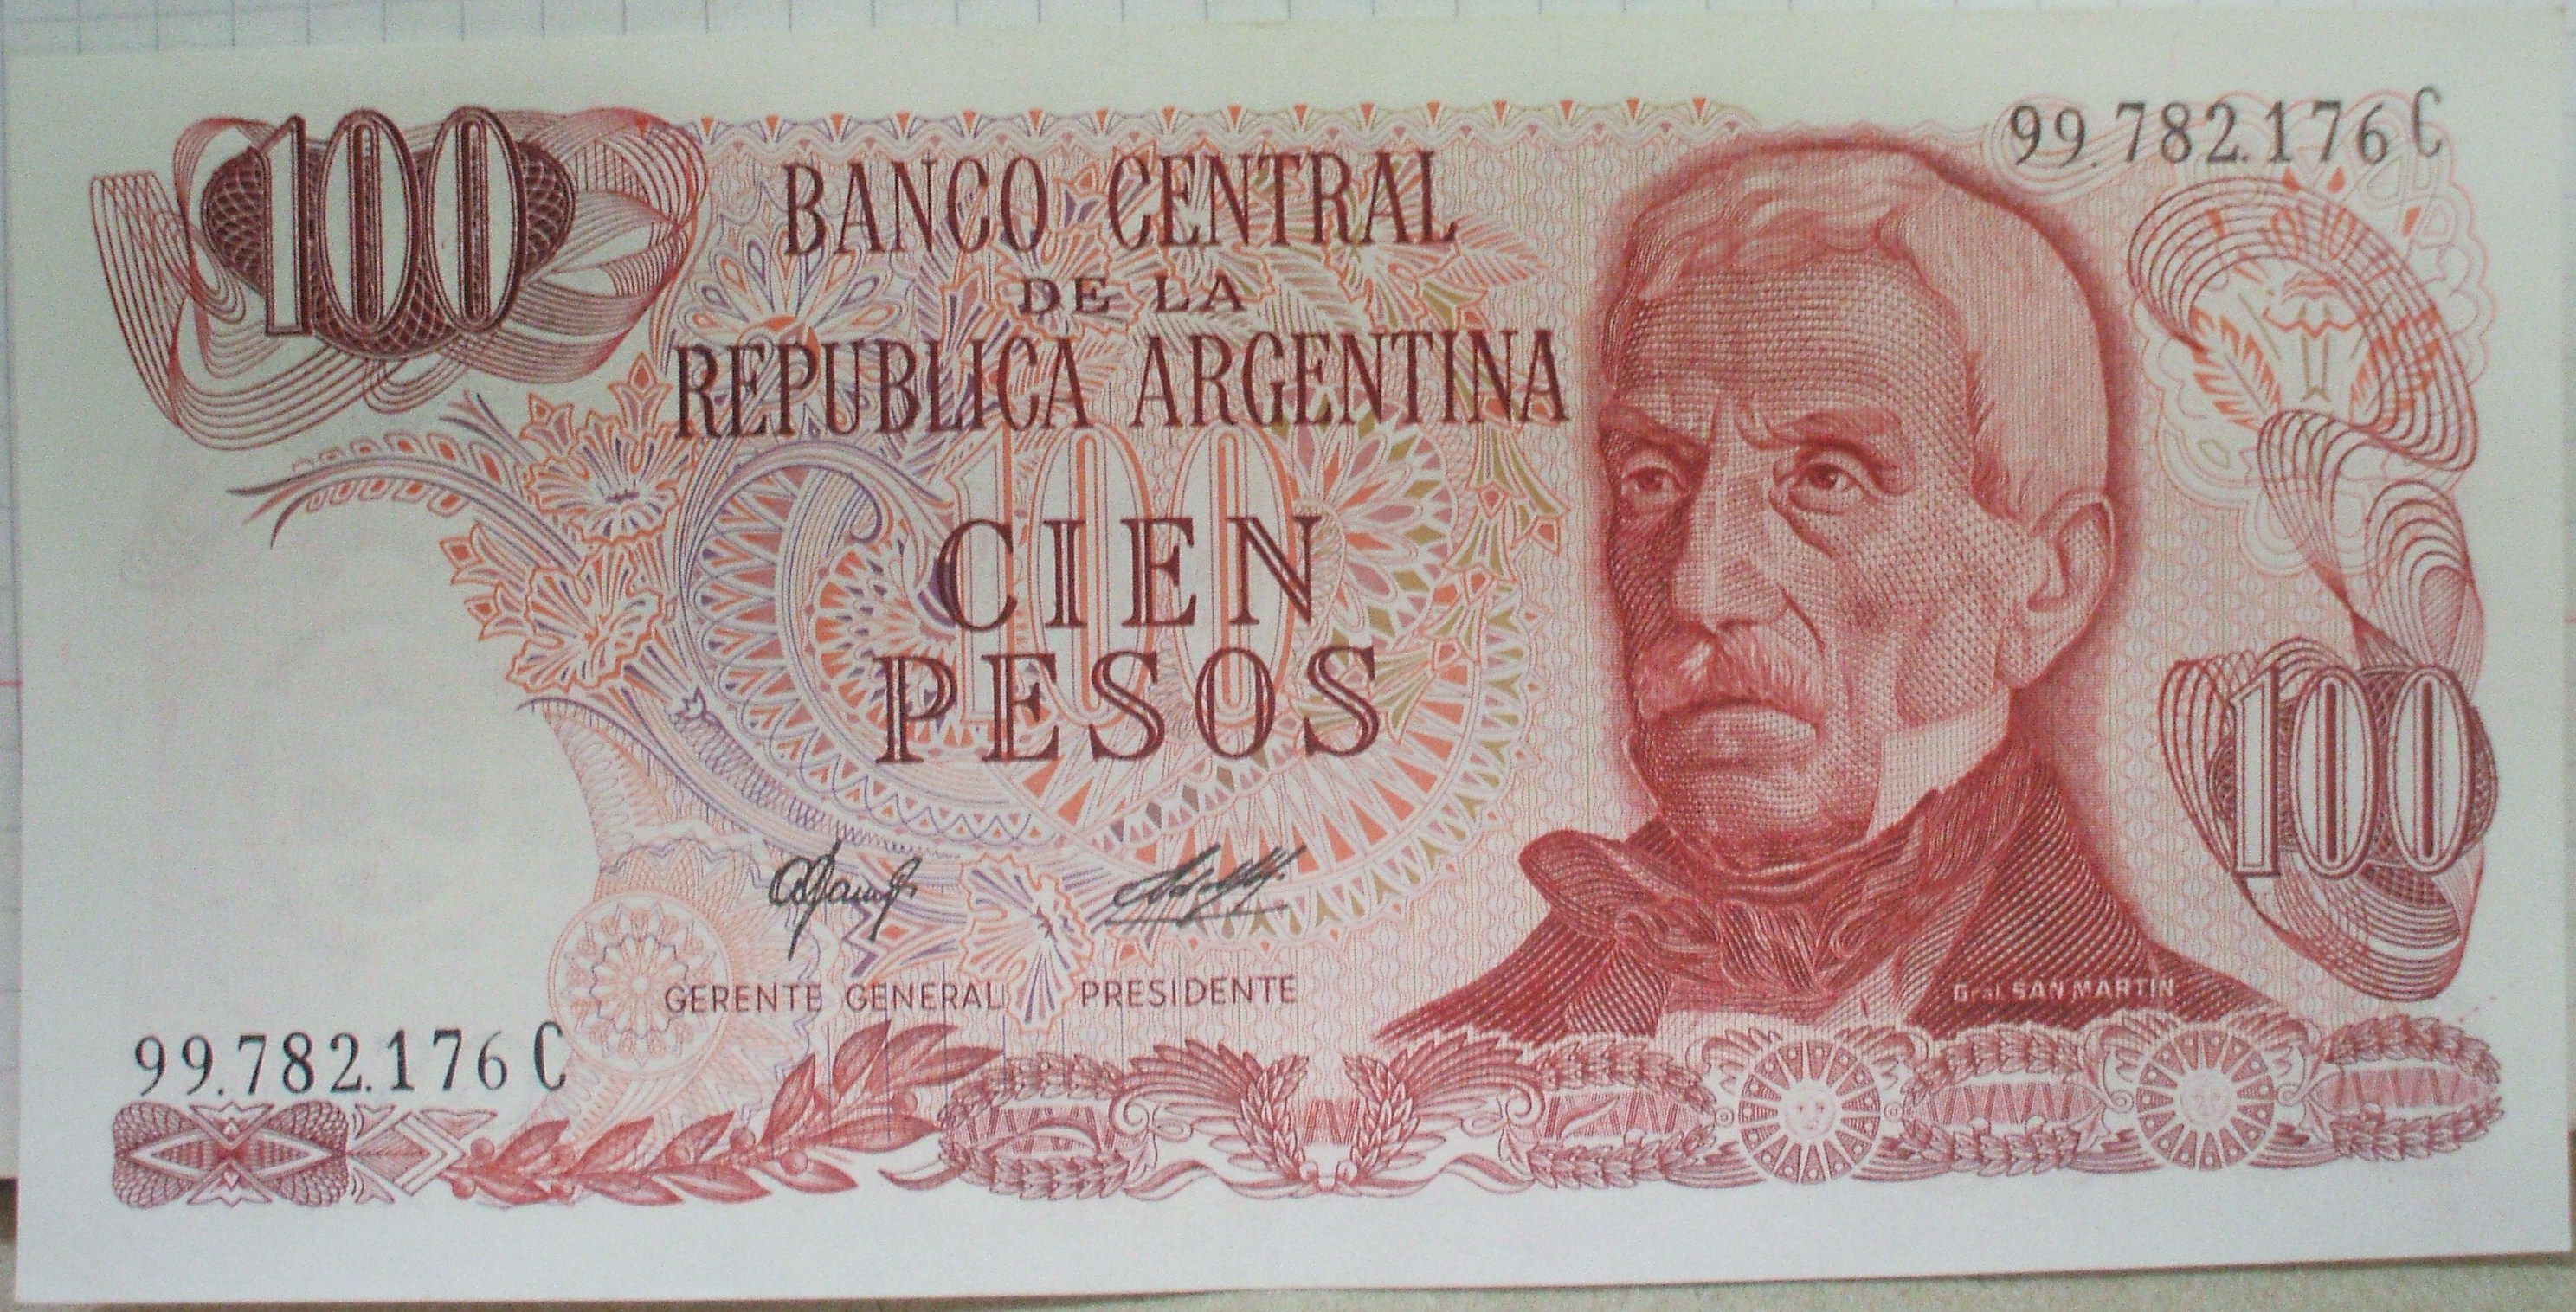 100
99.782.176 C
BANCO CENTRAL
DE LA
REPUBLICA ARGENTINA
100
CIEN
PESOS
100
GERENTE GENERAL
PRESIDENTE
Gral. SAN MARTIN
99.782.176 C